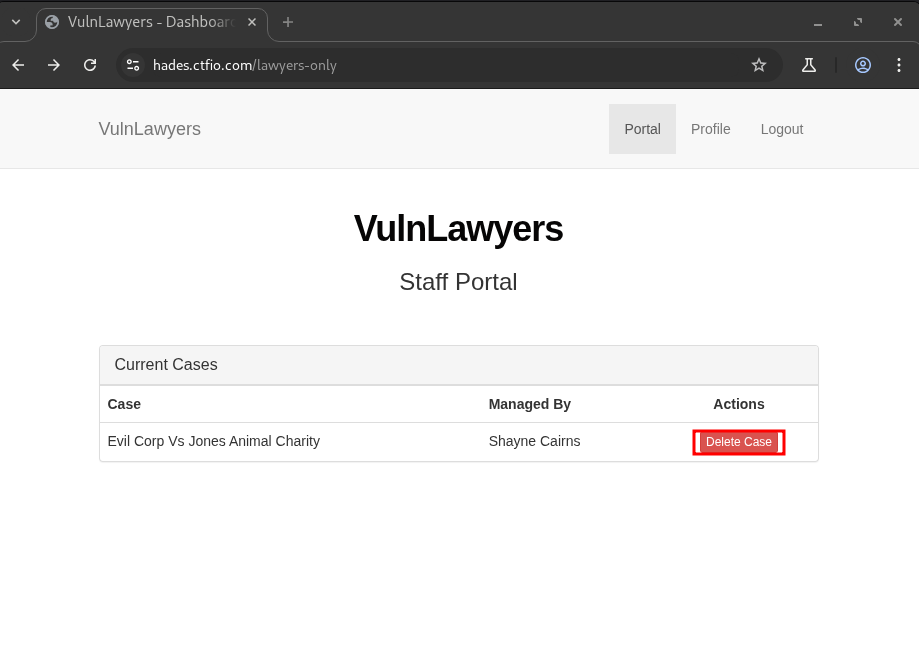 VulnLawyers - Dashboard
hades.ctfio.com/lawyers-only
VulnLawyers Portal Profile Logout
VulnLawyers
Staff Portal
Current Cases
Case Managed By Actions
Evil Corp Vs Jones Animal Charity Shayne Cairns Delete Case